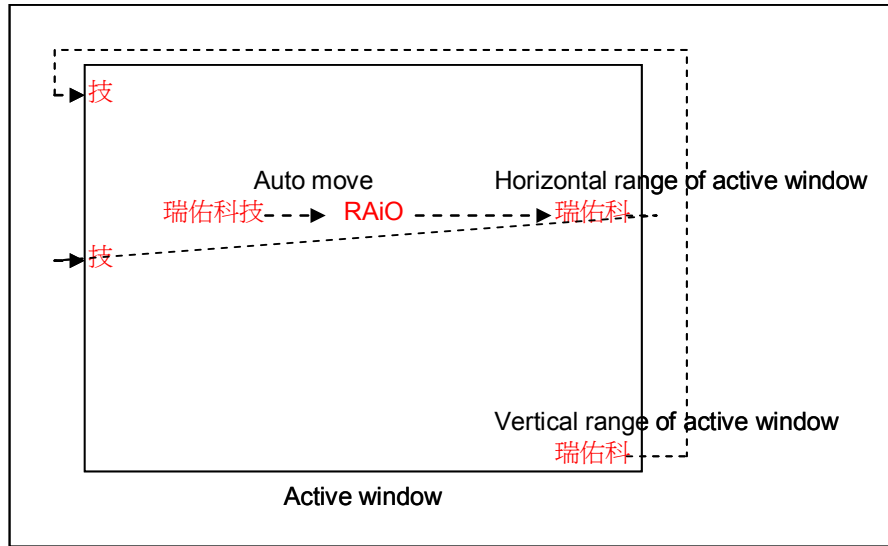 技
Auto move
Horizontal range of active window
瑞佑科技 RAiO 瑞佑科
技
Vertical range of active window
瑞佑科
Active window